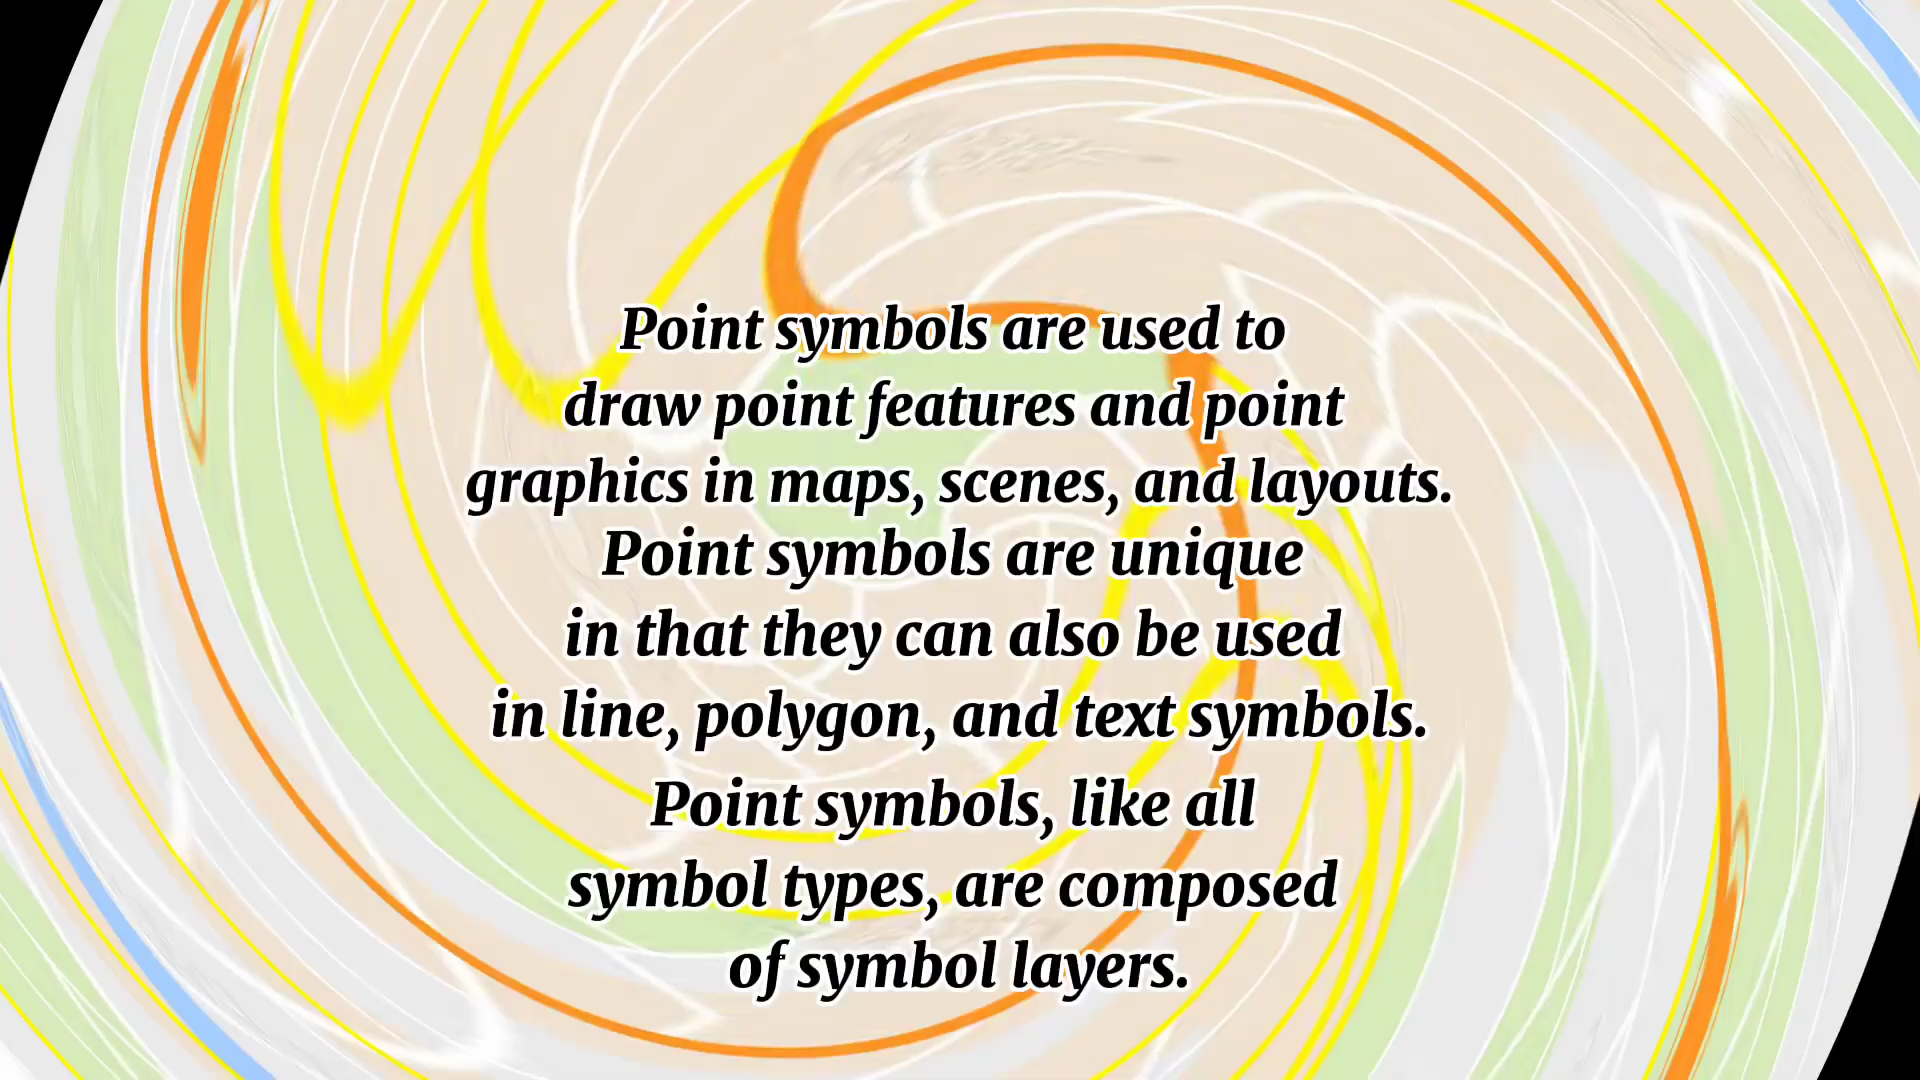 Point symbols are used to
draw point features and point
graphics in maps, scenes, and layouts.
Point symbols are unique
in that they can also be used
in line, polygon, and text symbols.
Point symbols, like all
symbol types, are composed
of symbol layers.